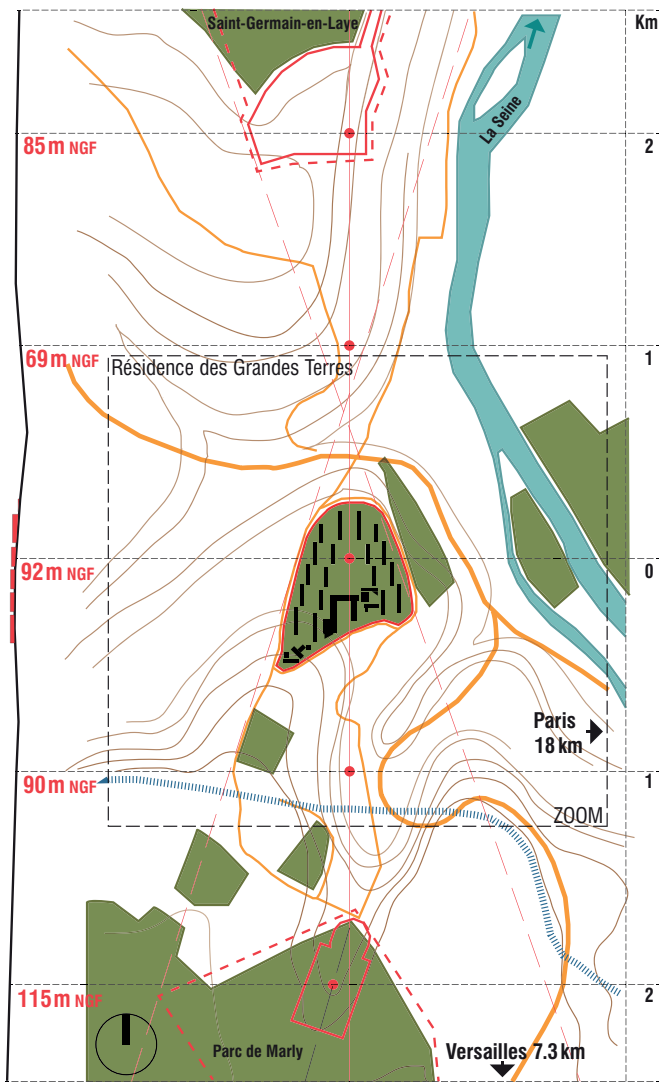 Saint-Germain-en-Laye
Km
La Seine
85 m NGF
2
69 m NGF
1
Résidence des Grandes Terres
92 m NGF
0
Paris
18 km
90 m NGF
1
ZOOM
115 m NGF
2
Parc de Marly
Versailles 7.3 km